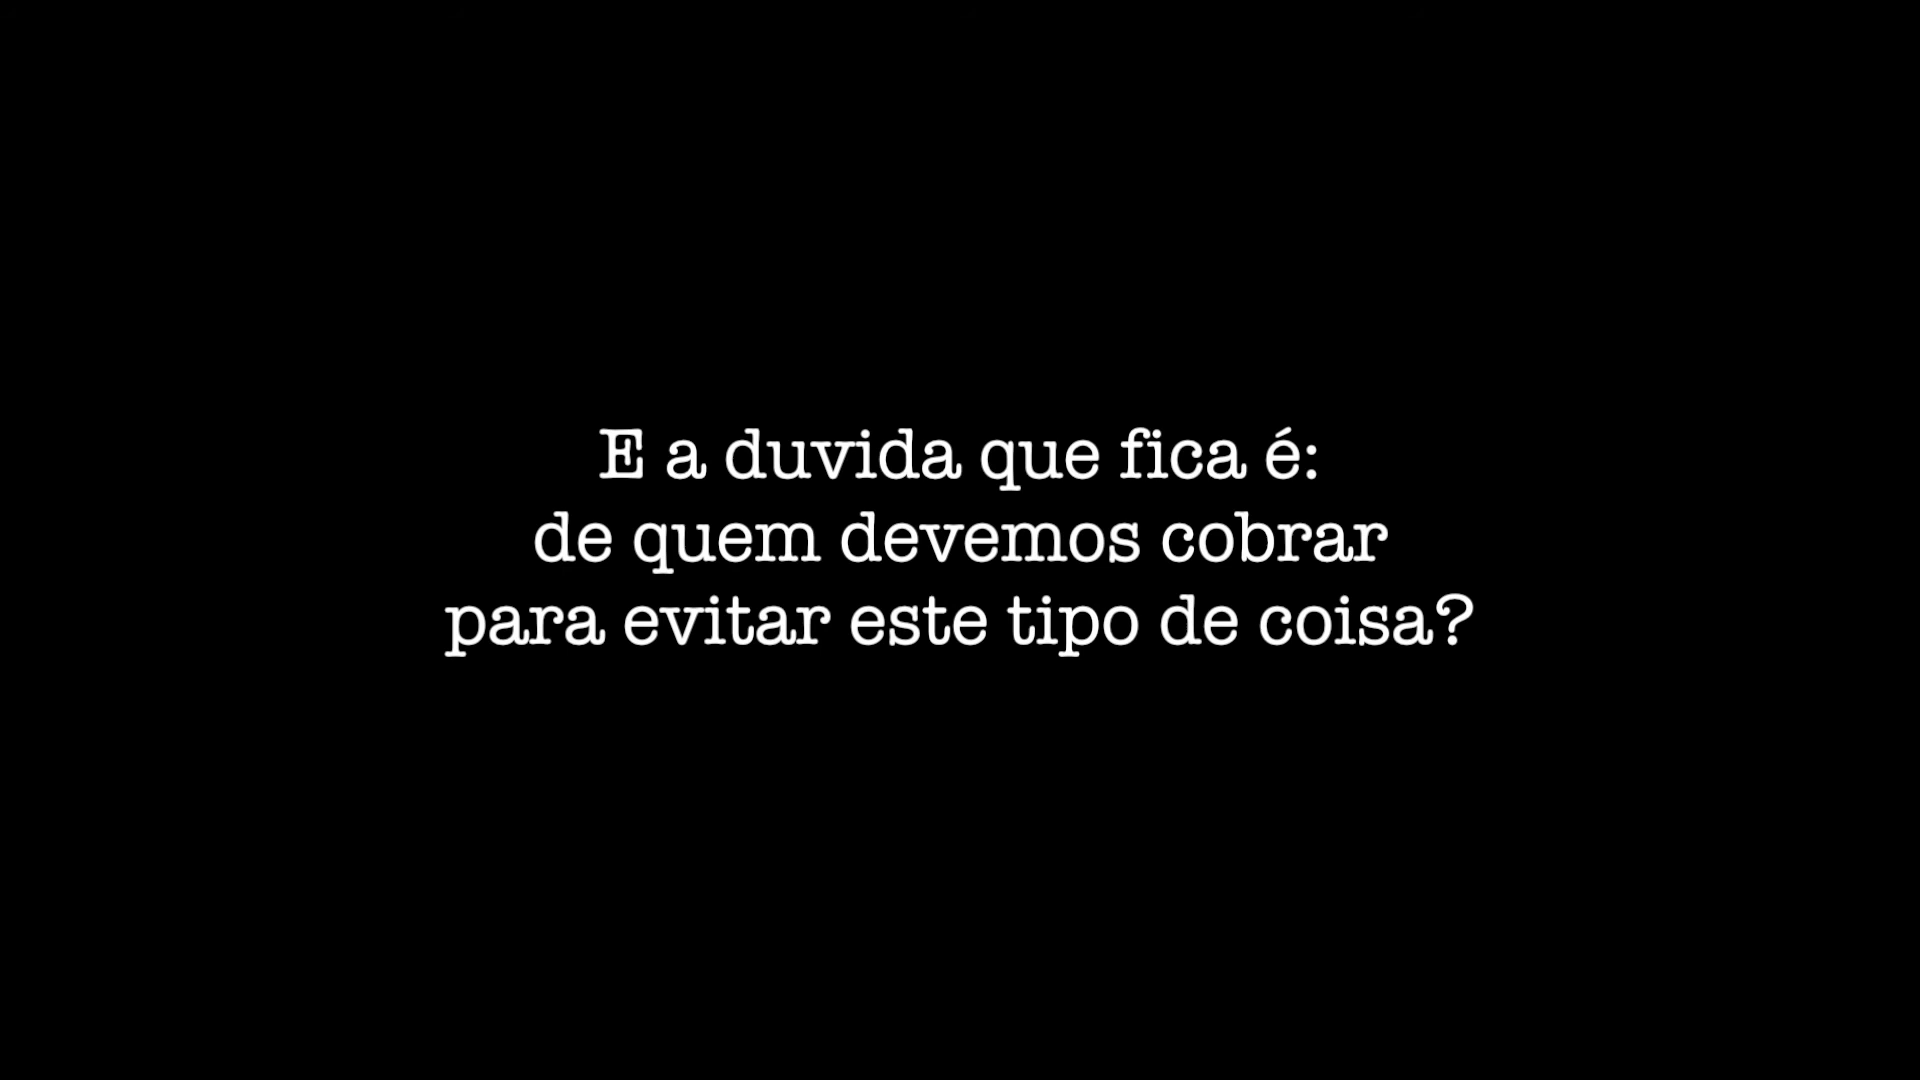 E a duvida que fica é:
de quem devemos cobrar
para evitar este tipo de coisa?